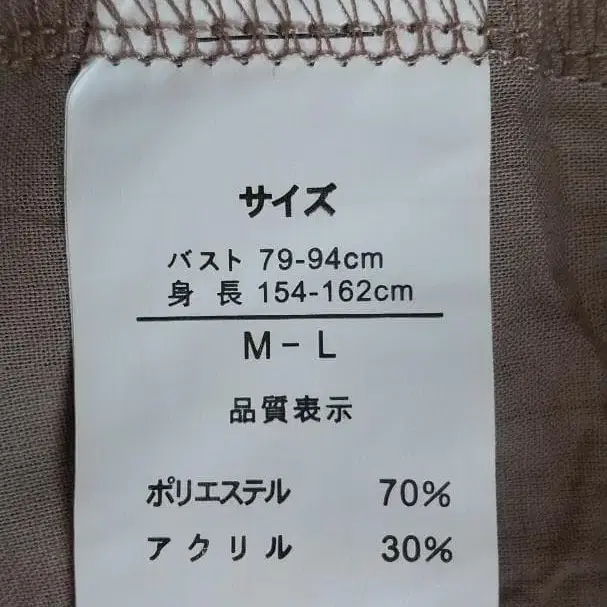 サイズ
バスト 79-94cm
身 長 154-162cm
M - L
品質表示
ポリエステル 70%
アクリル 30%